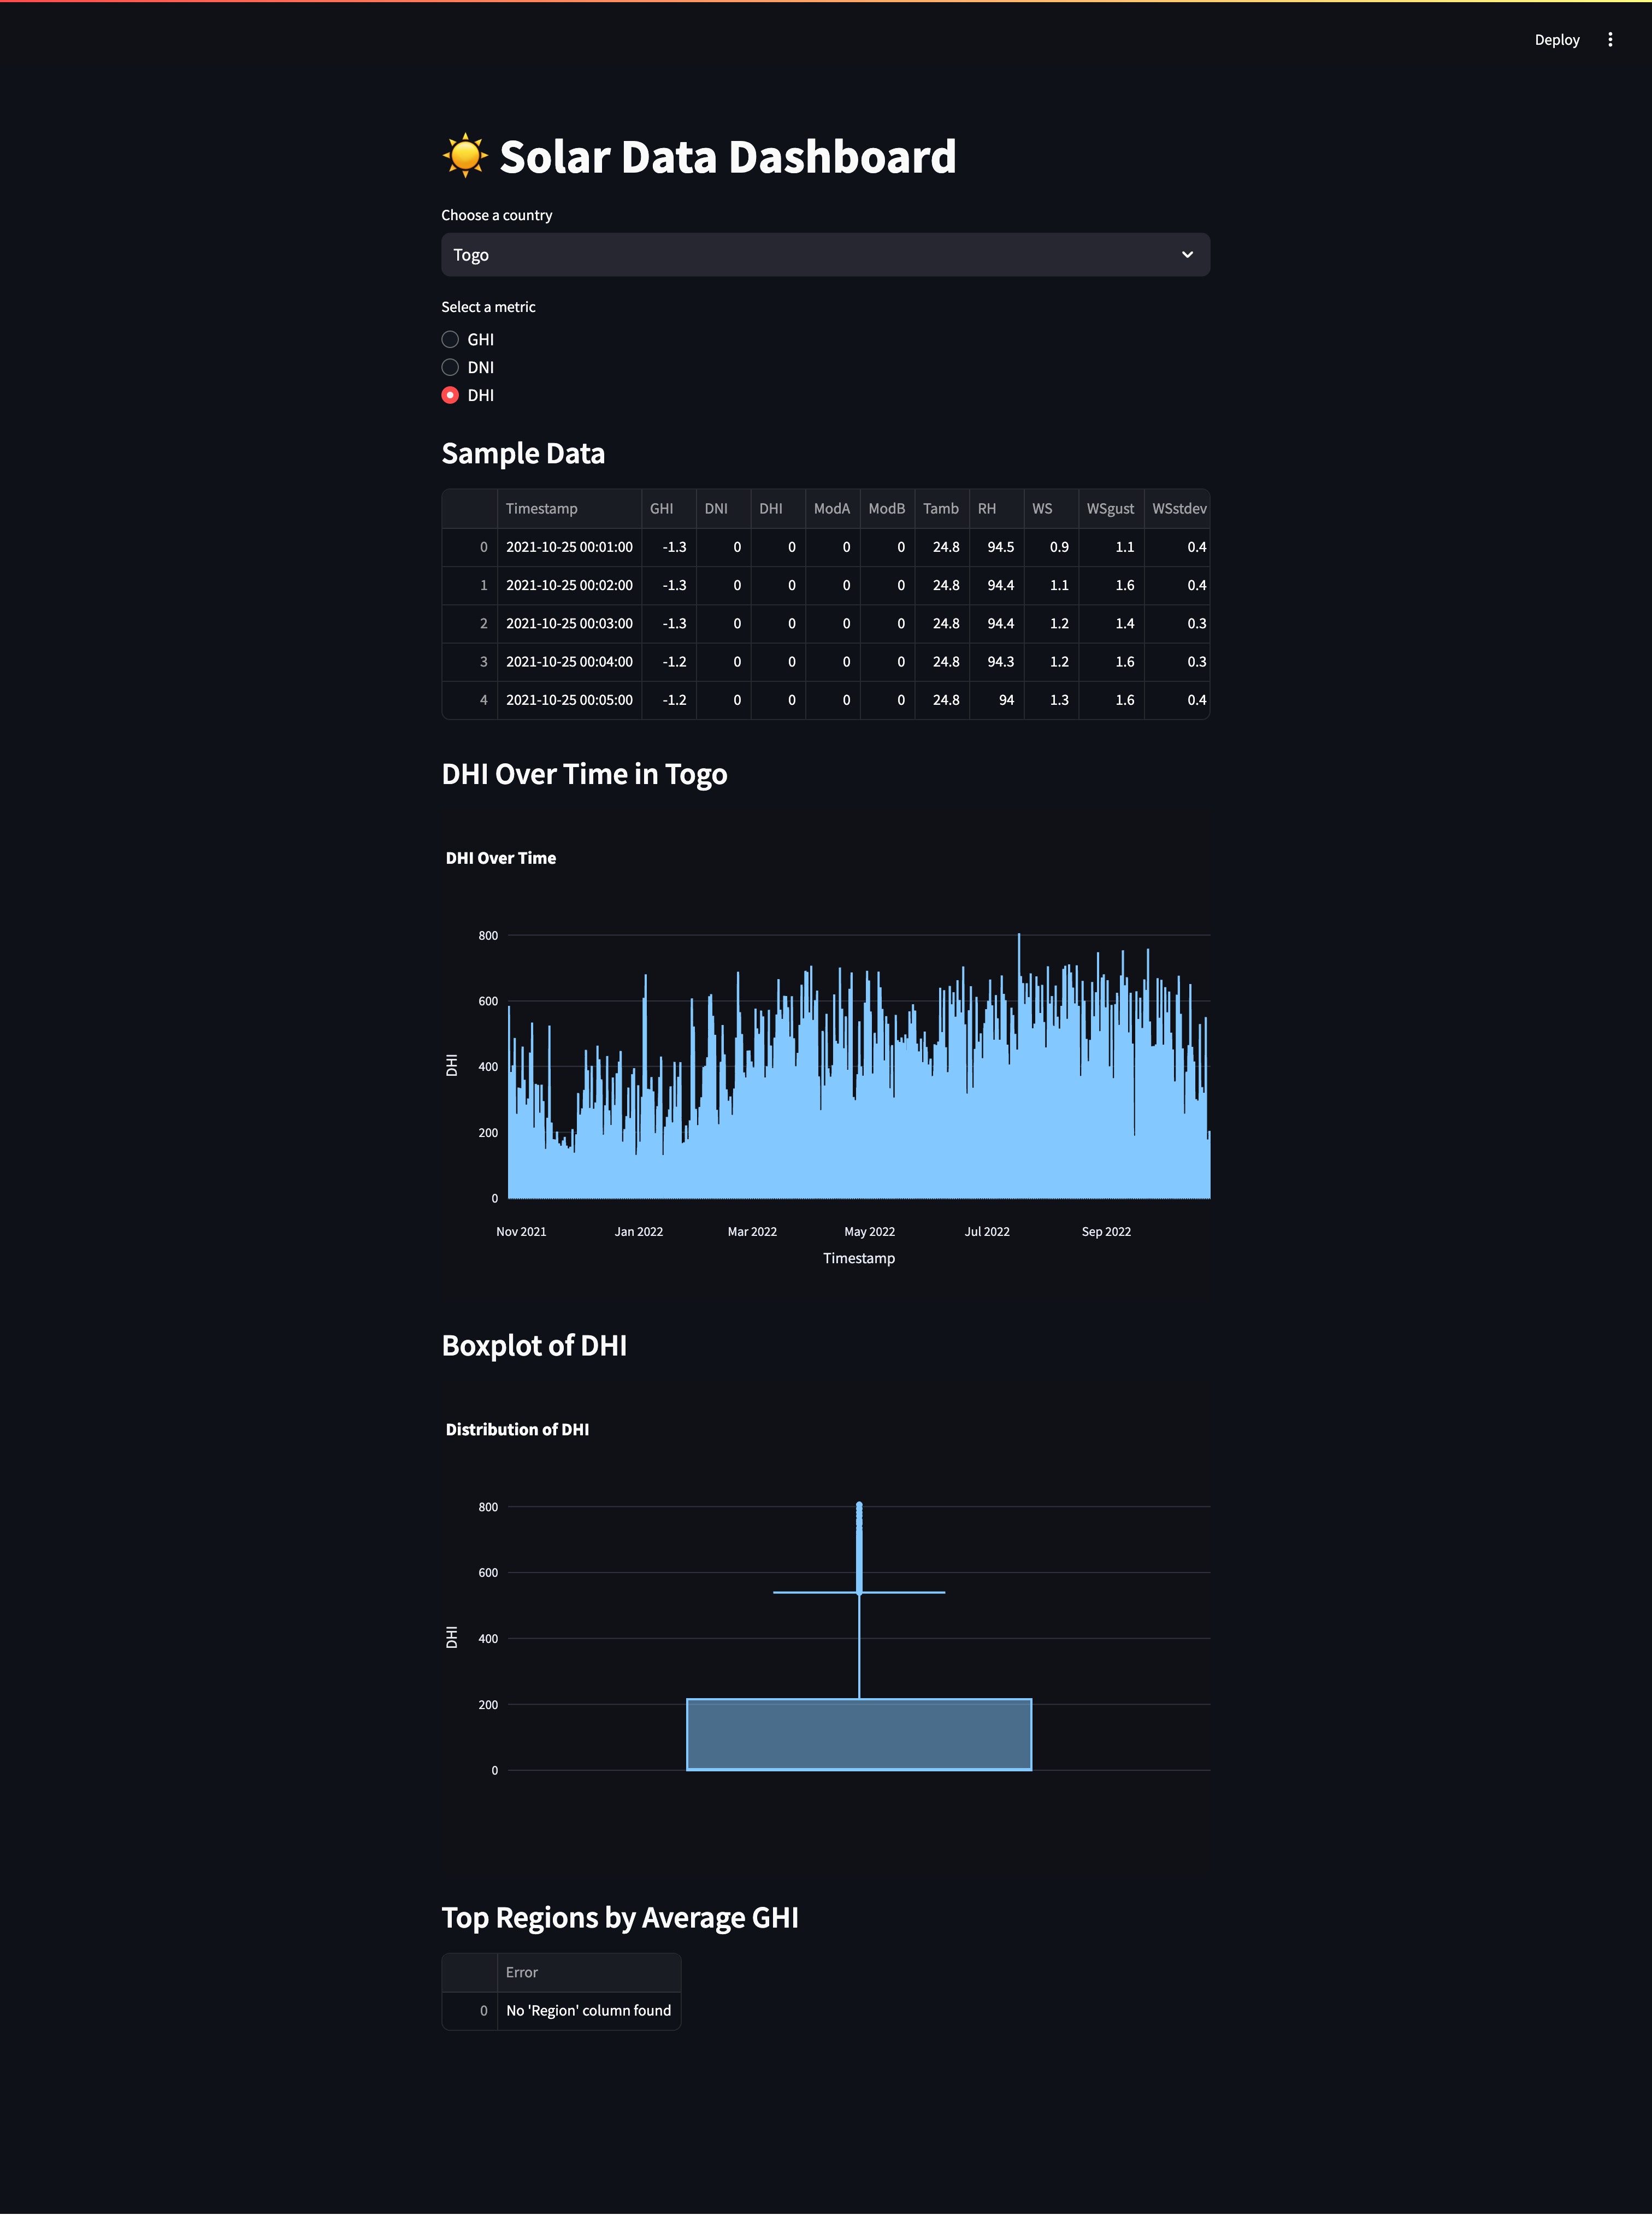 Deploy
☀️ Solar Data Dashboard
Choose a country
Togo
Select a metric
GHI
DNI
DHI
Sample Data
Timestamp GHI DNI DHI ModA ModB Tamb RH WS WSgust WSstdev
0 2021-10-25 00:01:00 -1.3 0 0 0 0 24.8 94.5 0.9 1.1 0.4
1 2021-10-25 00:02:00 -1.3 0 0 0 0 24.8 94.4 1.1 1.6 0.4
2 2021-10-25 00:03:00 -1.3 0 0 0 0 24.8 94.4 1.2 1.4 0.3
3 2021-10-25 00:04:00 -1.2 0 0 0 0 24.8 94.3 1.2 1.6 0.3
4 2021-10-25 00:05:00 -1.2 0 0 0 0 24.8 94 1.3 1.6 0.4
DHI Over Time in Togo
DHI Over Time
800
600
400
200
0
DHI
Nov 2021 Jan 2022 Mar 2022 May 2022 Jul 2022 Sep 2022
Timestamp
Boxplot of DHI
Distribution of DHI
800
600
400
200
0
DHI
Top Regions by Average GHI
Error
0 No 'Region' column found